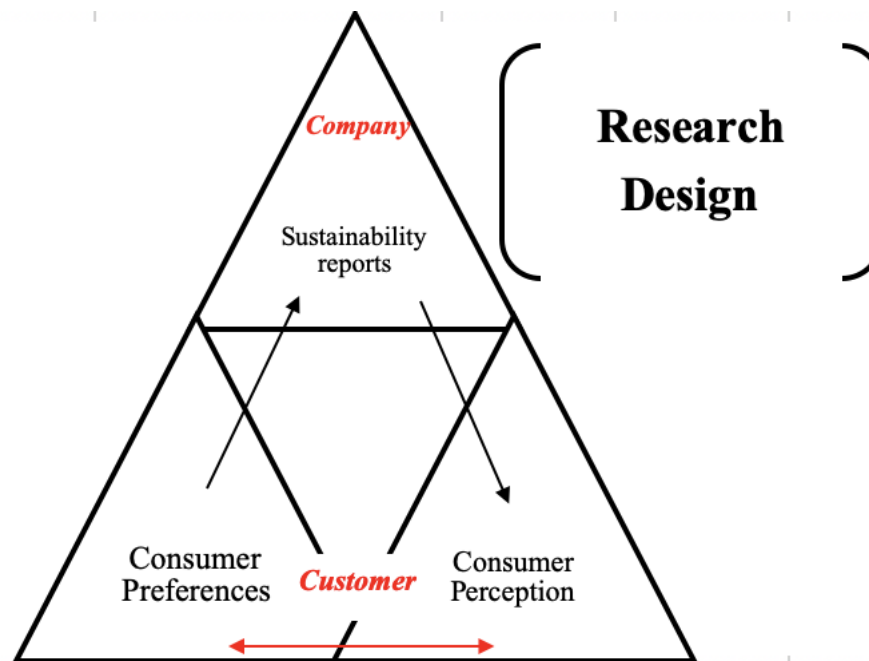 Company
Research
Design
Sustainability
reports
Consumer
Preferences
Customer
Consumer
Perception